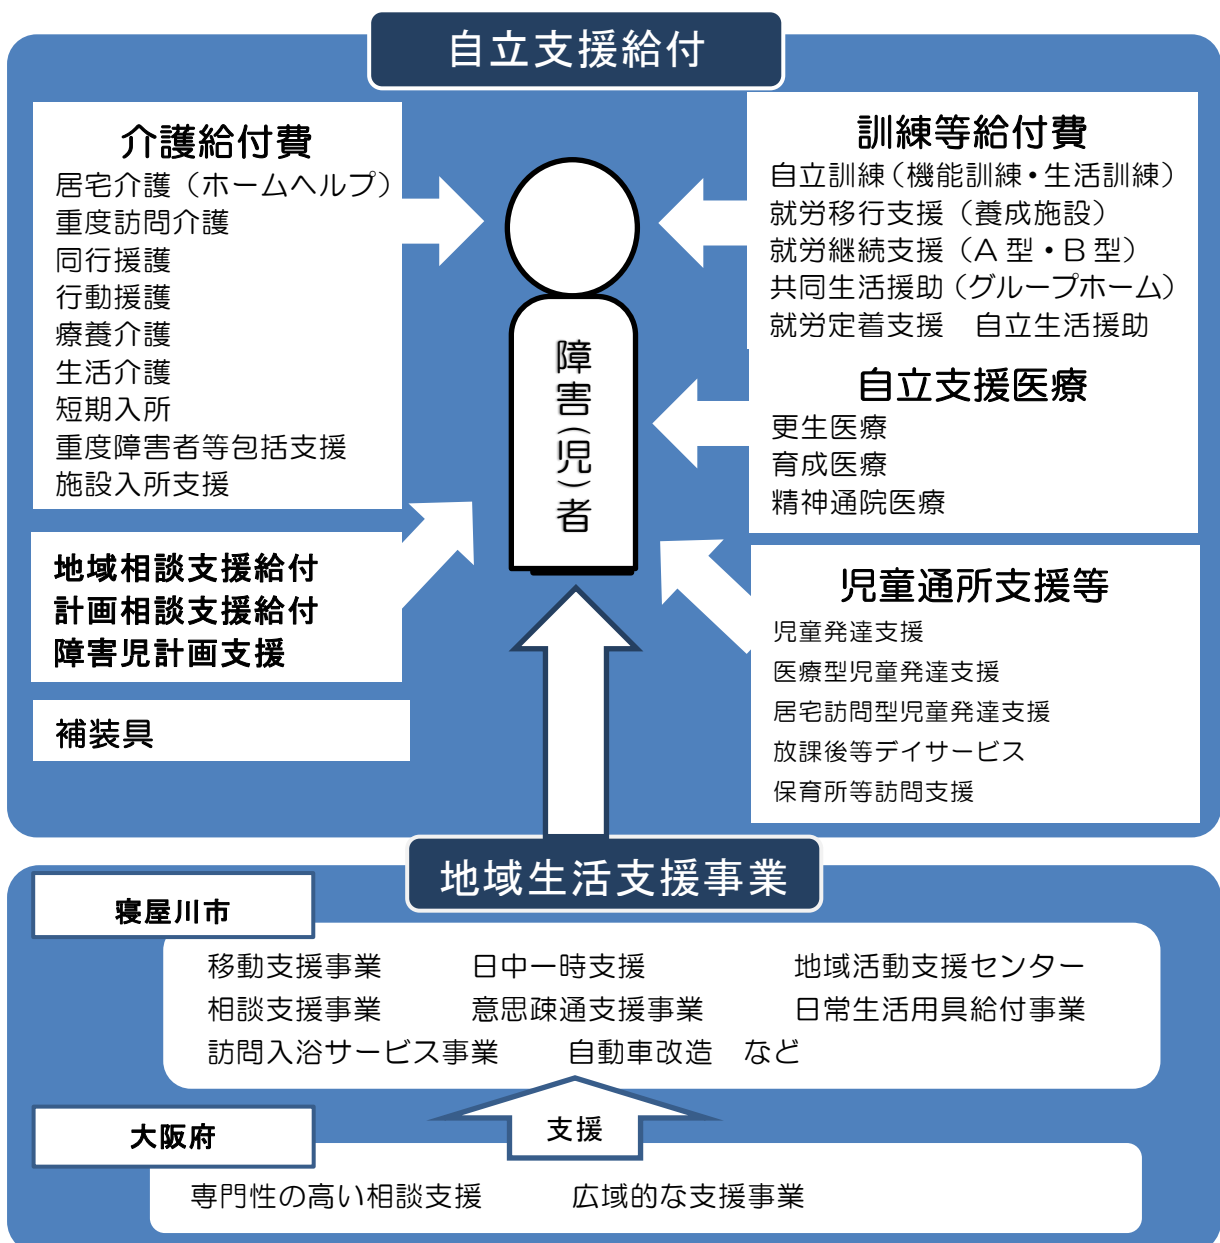 自立支援給付
介護給付費
居宅介護（ホームヘルプ）
重度訪問介護
同行援護
行動援護
療養介護
生活介護
短期入所
重度障害者等包括支援
施設入所支援
地域相談支援給付
計画相談支援給付
障害児計画支援
補装具
障害（児）者
訓練等給付費
自立訓練（機能訓練・生活訓練）
就労移行支援（養成施設）
就労継続支援（A型・B型）
共同生活援助（グループホーム）
就労定着支援　自立生活援助
自立支援医療
更生医療
育成医療
精神通院医療
児童通所支援等
児童発達支援
医療型児童発達支援
居宅訪問型児童発達支援
放課後等デイサービス
保育所等訪問支援
地域生活支援事業
寝屋川市
移動支援事業　日中一時支援　地域活動支援センター
相談支援事業　意思疎通支援事業　日常生活用具給付事業
訪問入浴サービス事業　自動車改造　など
支援
大阪府
専門性の高い相談支援　広域的な支援事業